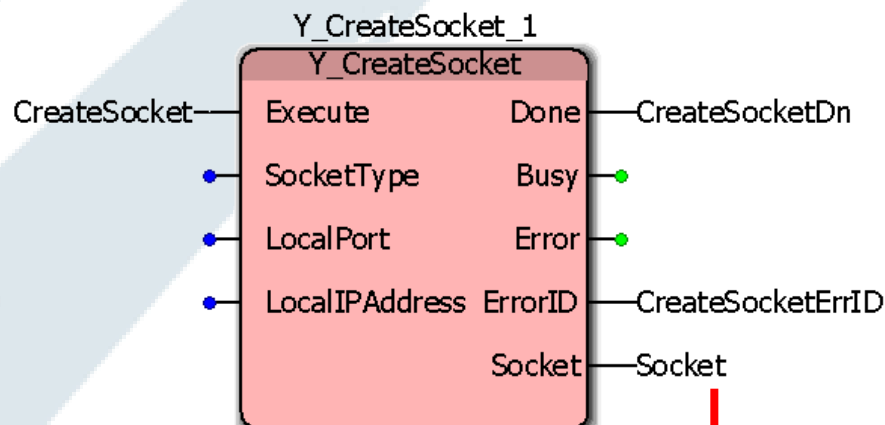 Y_CreateSocket_1
Y_CreateSocket
CreateSocket Execute Done CreateSocketDn
SocketType Busy
LocalPort Error
LocalIPAddress ErrorID CreateSocketErrID
Socket Socket